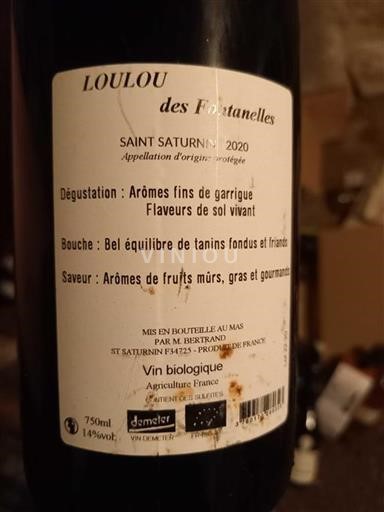 LOULOU
des Fontanelles
SAINT SATURNIN 2020
Appellation d'origine protégée
Dégustation : Arômes fins de garrigue
Flaveurs de sol vivant
Bouche : Bel équilibre de tanins fondus et friands
VINIOU
Saveur : Arômes de fruits mûrs, gras et gourmands
MIS EN BOUTEILLE AU MAS
PAR M. BERTRAND
ST SATURNIN F34725 - PRODUIT DE FRANCE
Vin biologique
Agriculture France
CONTIENT DES SULFITES
750ml
14%vol.
demeter
VIN DEMETER